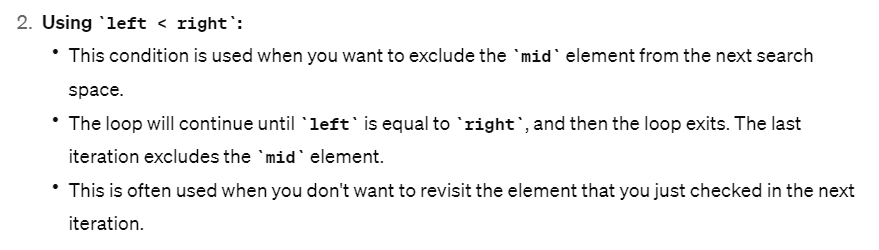 2. Using `left < right`:
• This condition is used when you want to exclude the `mid` element from the next search
space.
• The loop will continue until `left` is equal to `right`, and then the loop exits. The last
iteration excludes the `mid` element.
• This is often used when you don't want to revisit the element that you just checked in the next
iteration.